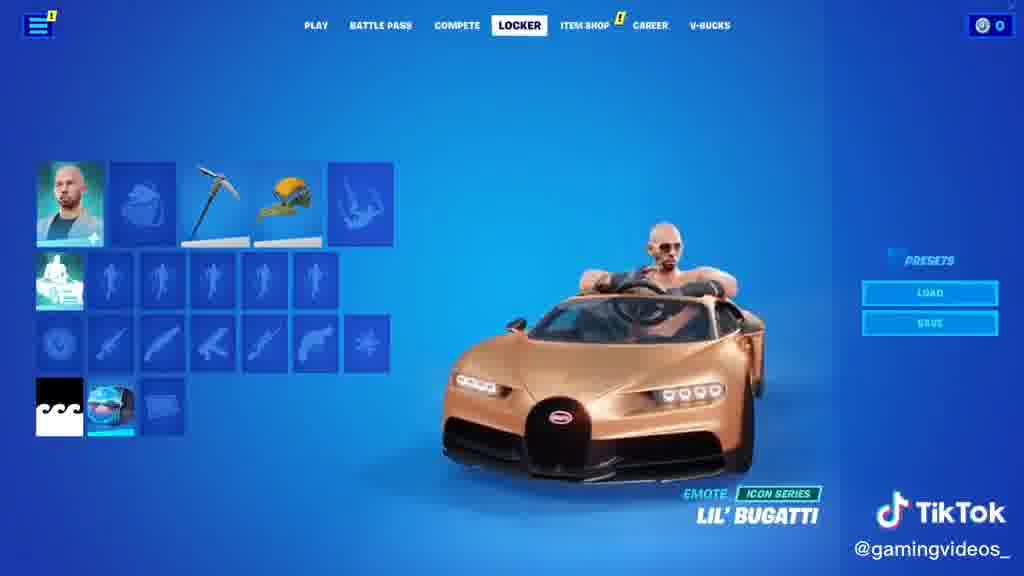 PLAY BATTLE PASS COMPETE LOCKER ITEM SHOP ! CAREER V-BUCKS
!
0
PRESETS
LOAD
SAVE
EMOTE ICON SERIES
LIL' BUGATTI
TikTok
@gamingvideos_